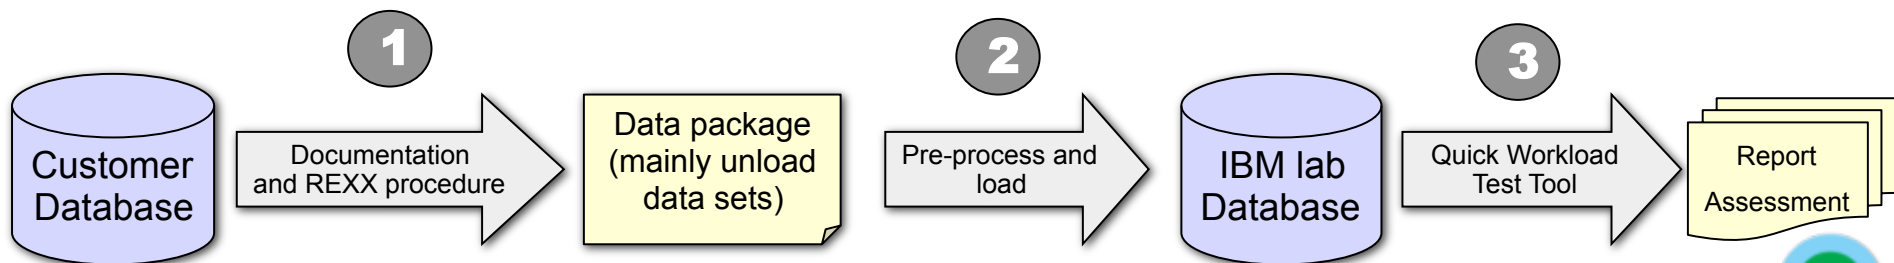 1
2
3
Customer
Database
Documentation
and REXX procedure
Data package
(mainly unload
data sets)
Pre-process and
load
IBM lab
Database
Quick Workload
Test Tool
Report
Assessment